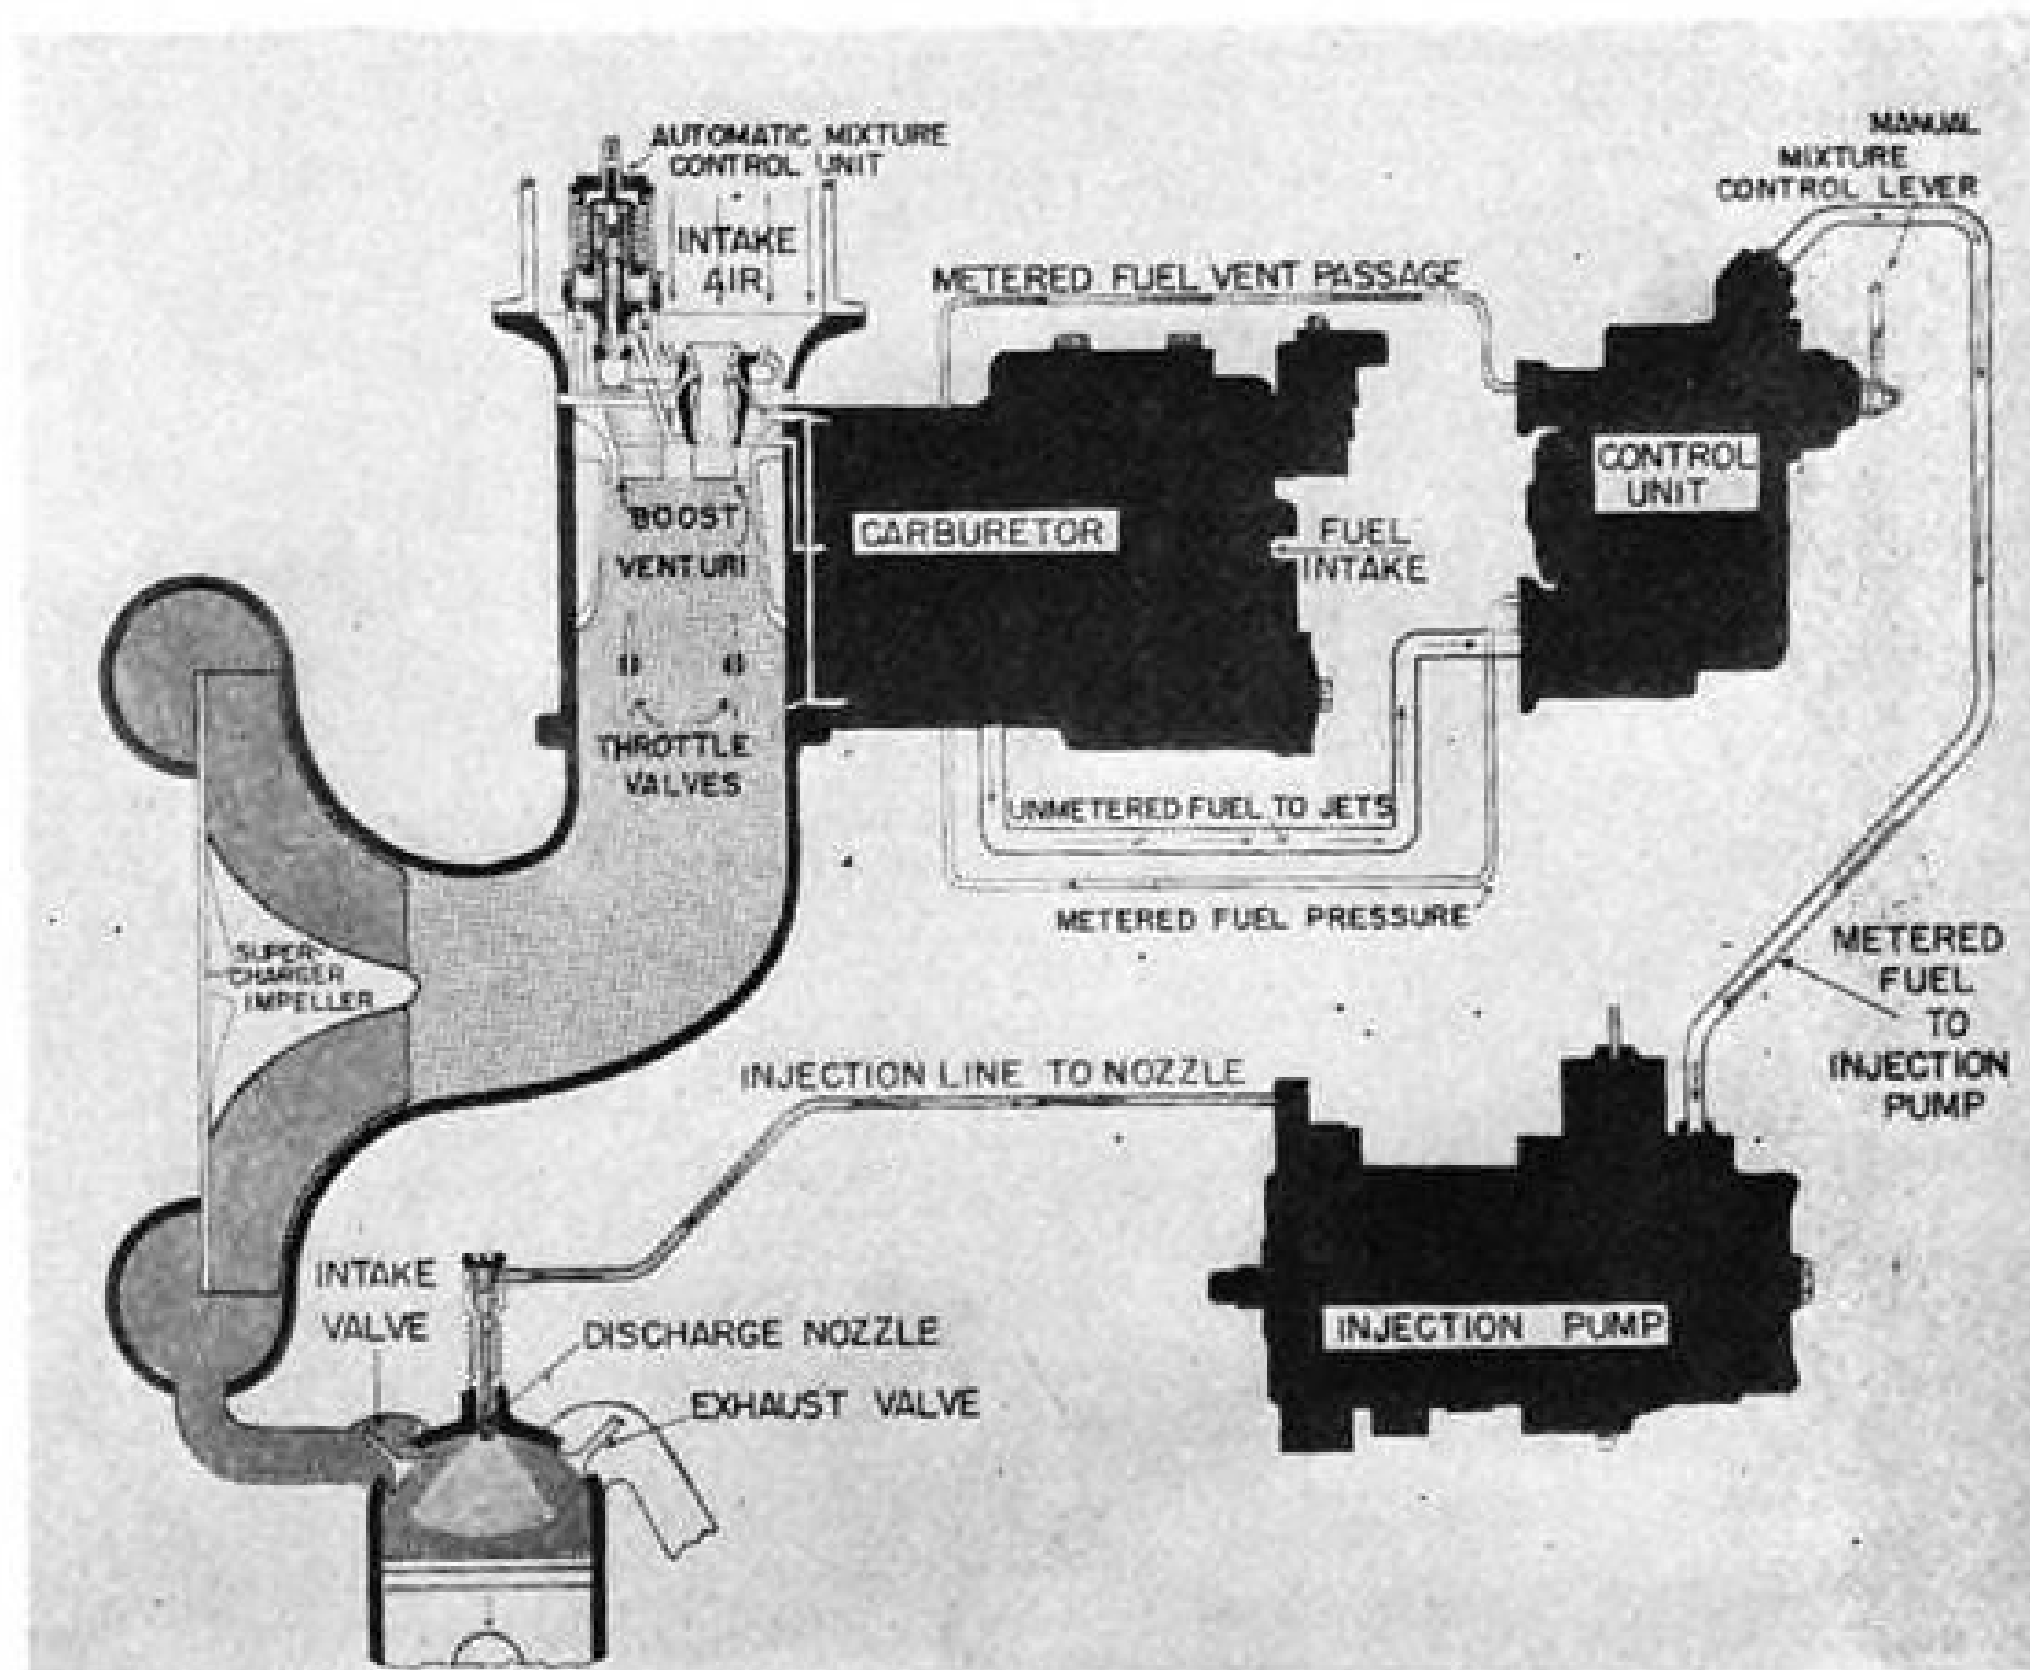 AUTOMATIC MIXTURE
CONTROL UNIT
MANUAL
MIXTURE
CONTROL LEVER
INTAKE
AIR
METERED FUEL VENT PASSAGE
CONTROL
UNIT
BOOST
VENTURI
CARBURETOR
FUEL
INTAKE
THROTTLE
VALVES
UNMETERED FUEL TO JETS
METERED FUEL PRESSURE
SUPER-
CHARGER
IMPELLER
METERED
FUEL
TO
INJECTION
PUMP
INJECTION LINE TO NOZZLE
INTAKE
VALVE
DISCHARGE NOZZLE
INJECTION PUMP
EXHAUST VALVE